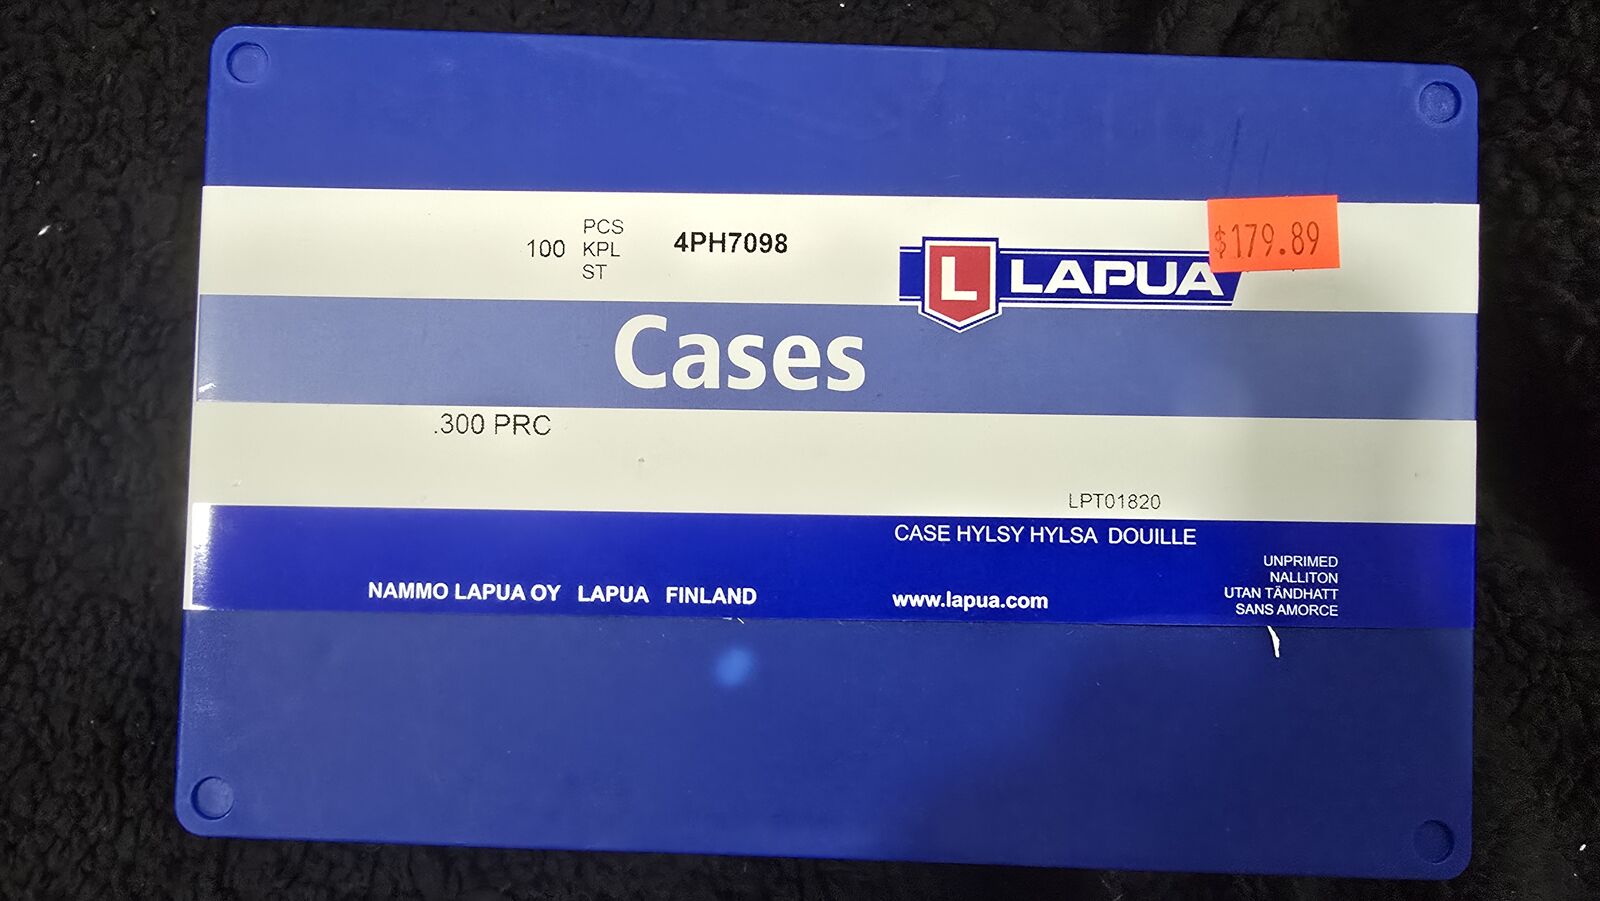 100 PCS
KPL
ST
4PH7098
L LAPUA
$179.89
Cases
.300 PRC
LPT01820
CASE HYLSY HYLSA DOUILLE
UNPRIMED
NALLITON
UTAN TÄNDHATT
SANS AMORCE
NAMMO LAPUA OY LAPUA FINLAND
www.lapua.com